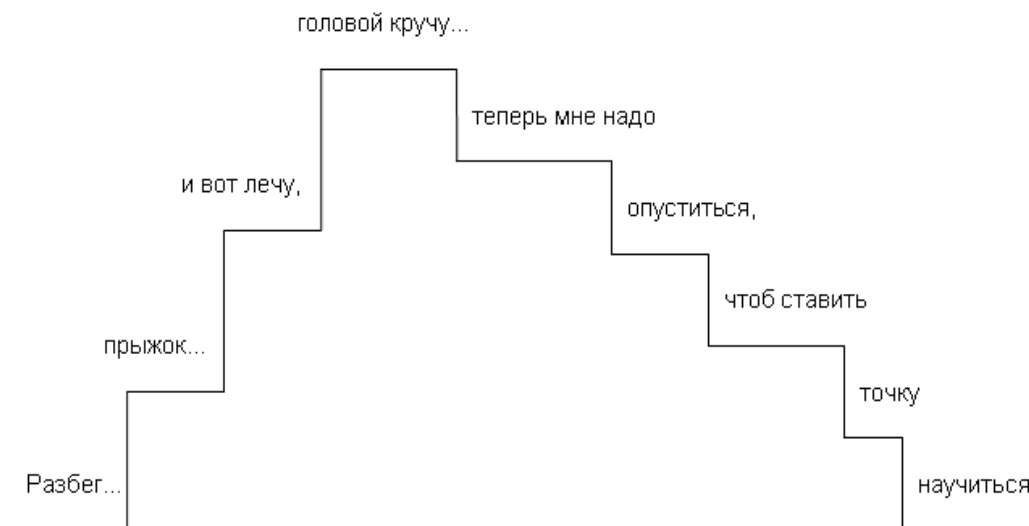 Разбег...
прыжок...
и вот лечу,
головой кручу...
теперь мне надо
опуститься,
чтоб ставить
точку
научиться